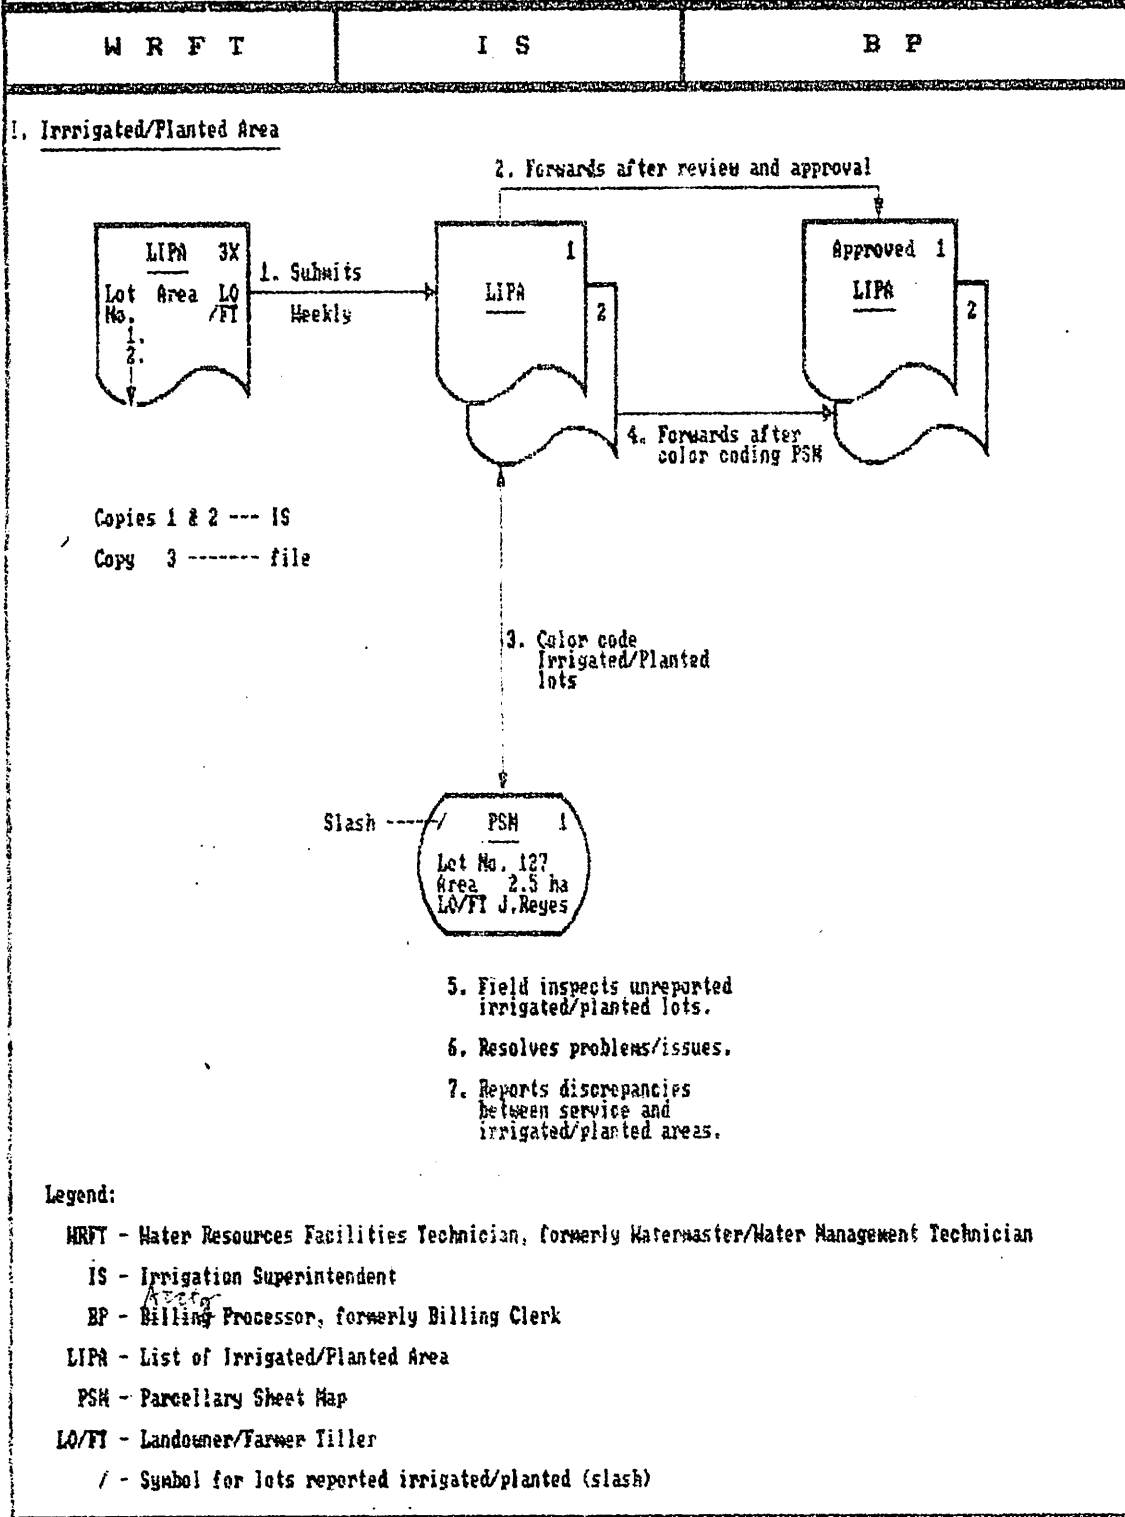 W R F T
I S
B P
I. Irrrigated/Planted Area
2. Forwards after review and approval
LIPA 3X
Lot Area LO
No. /FT
1.
2.
1. Submits
Weekly
1
LIPA
2
Approved 1
LIPA
2
4. Forwards after
color coding PSM
Copies 1 & 2 --- IS
Copy 3 ------- file
3. Color code
Irrigated/Planted
lots
Slash -----/ PSM 1
Lot No. 127
Area 2.5 ha
LO/FT J.Reyes
5. Field inspects unreported
irrigated/planted lots.
6. Resolves problems/issues.
7. Reports discrepancies
between service and
irrigated/planted areas.
Legend:
WRFT - Water Resources Facilities Technician, formerly Watermaster/Water Management Technician
IS - Irrigation Superintendent
BP - Billing Processor, formerly Billing Clerk
LIPA - List of Irrigated/Planted Area
PSM - Parcellary Sheet Map
LO/FT - Landowner/Farmer Tiller
/ - Symbol for lots reported irrigated/planted (slash)